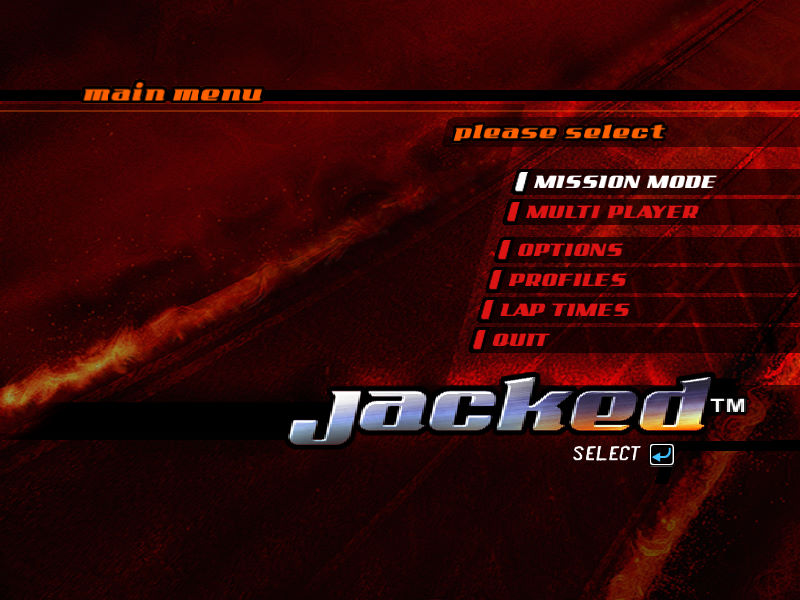 main menu
please select
MISSION MODE
MULTI PLAYER
OPTIONS
PROFILES
LAP TIMES
QUIT
Jacked™
SELECT